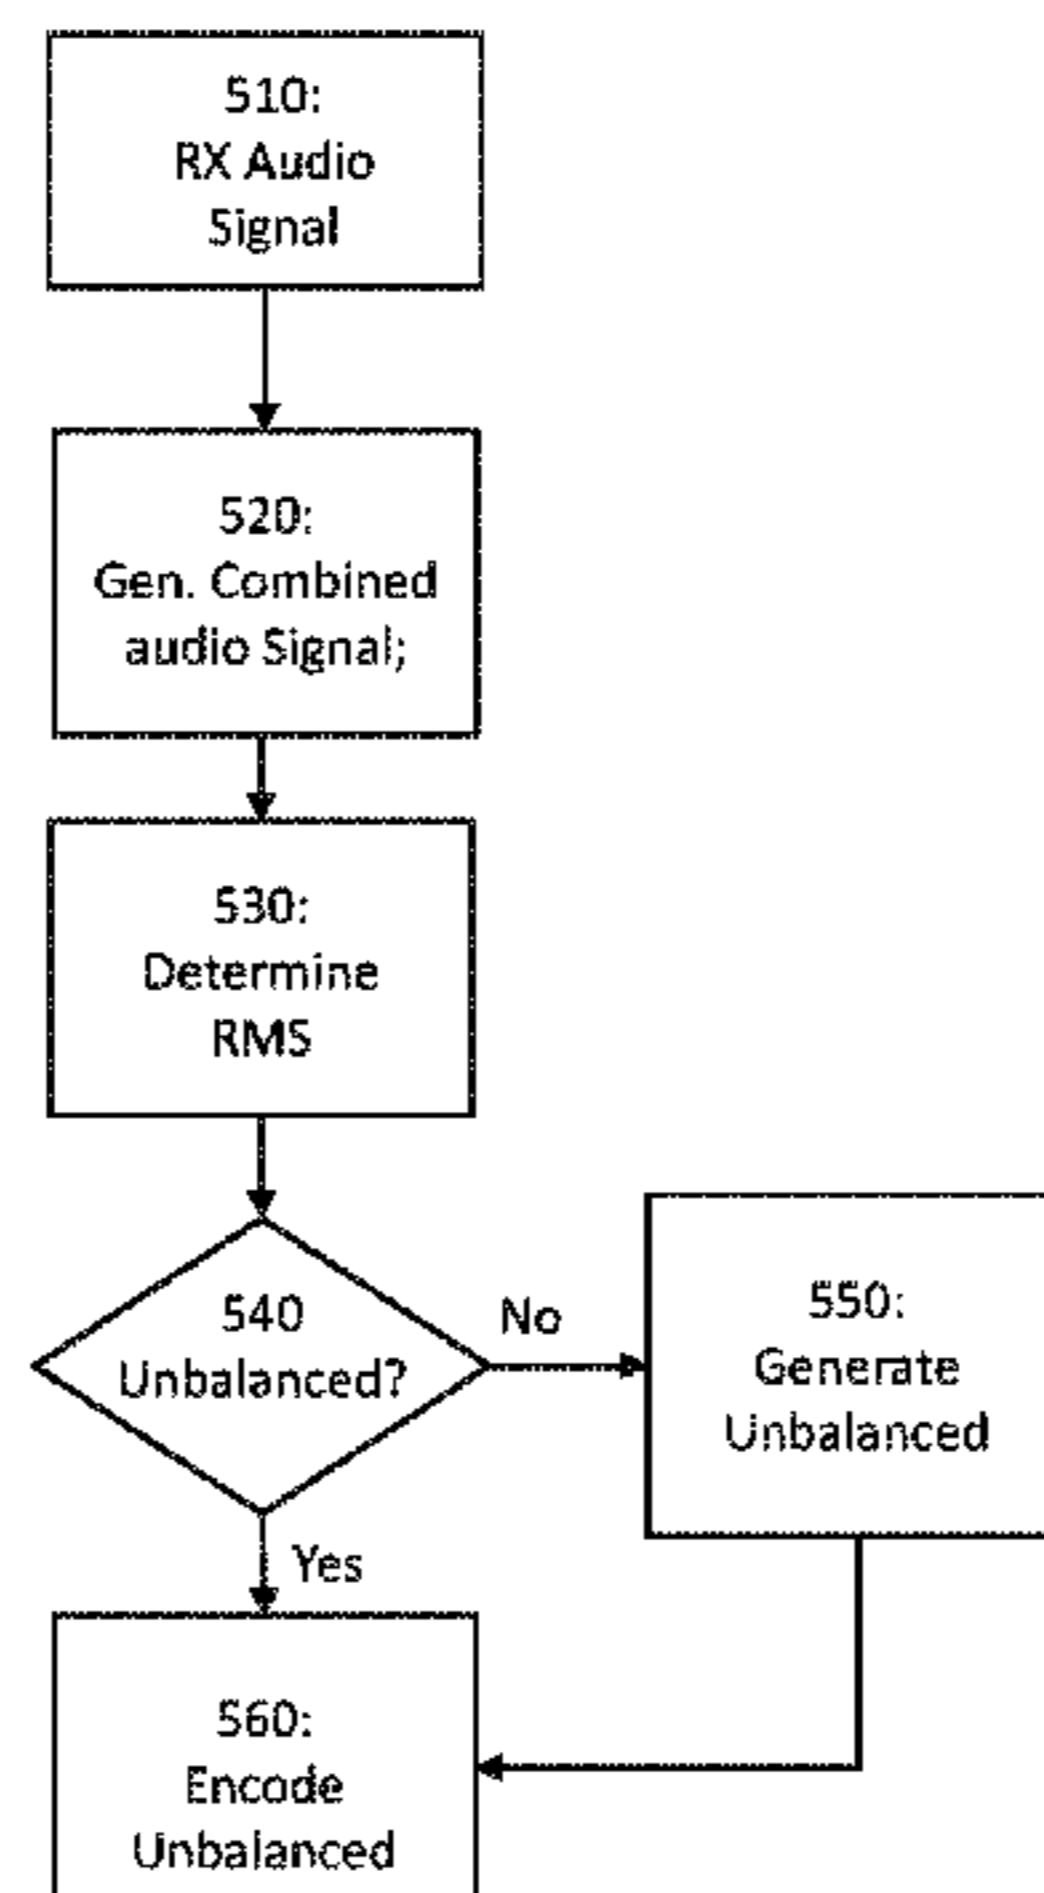 510:
RX Audio
Signal
520:
Gen. Combined
audio Signal;
530:
Determine
RMS
540
Unbalanced?
No
550:
Generate
Unbalanced
Yes
560:
Encode
Unbalanced